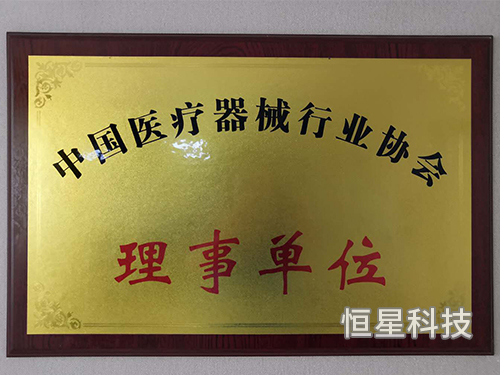 中国医疗器械行业协会
理事单位
恒星科技